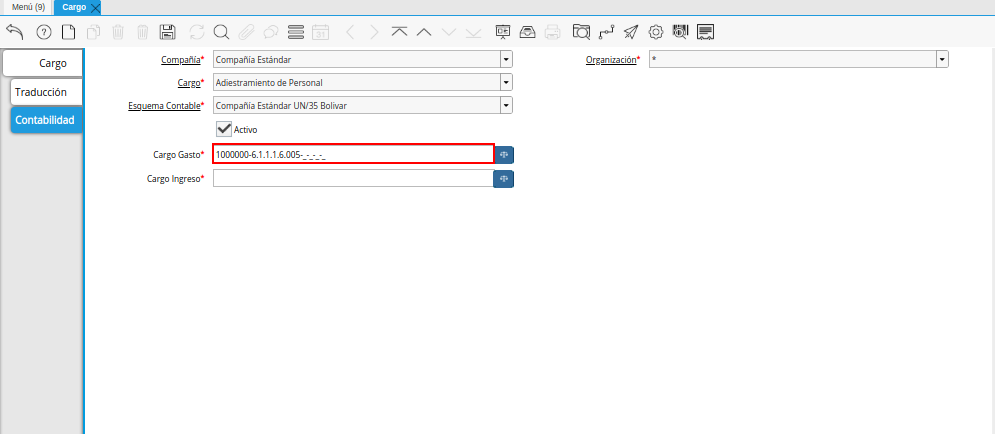 Menú (9) Cargo
Cargo
Traducción
Contabilidad
Compañía* Compañía Estándar Organización* *
Cargo* Adiestramiento de Personal
Esquema Contable* Compañía Estándar UN/35 Bolivar
Activo
Cargo Gasto* 1000000-6.1.1.1.6.005-_-_-_-_
Cargo Ingreso*